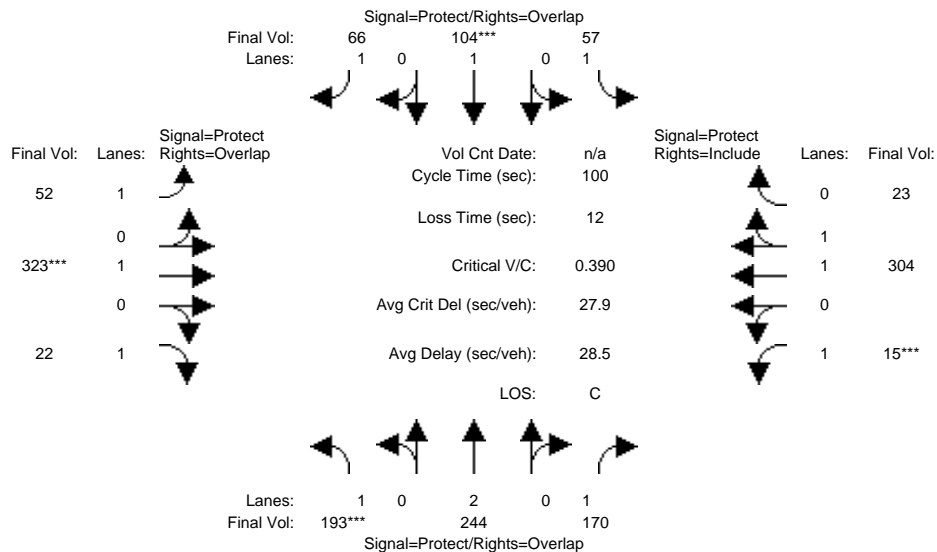 Signal=Protect/Rights=Overlap
Final Vol: 66 104*** 57
Lanes: 1 0 1 0 1
Signal=Protect Signal=Protect
Final Vol: Lanes: Rights=Overlap Vol Cnt Date: n/a Rights=Include Lanes: Final Vol:
Cycle Time (sec): 100
52 1 0 23
Loss Time (sec): 12
0 1
323*** 1 Critical V/C: 0.390 1 304
0 Avg Crit Del (sec/veh): 27.9 0
22 1 Avg Delay (sec/veh): 28.5 1 15***
LOS: C
Lanes: 1 0 2 0 1
Final Vol: 193*** 244 170
Signal=Protect/Rights=Overlap